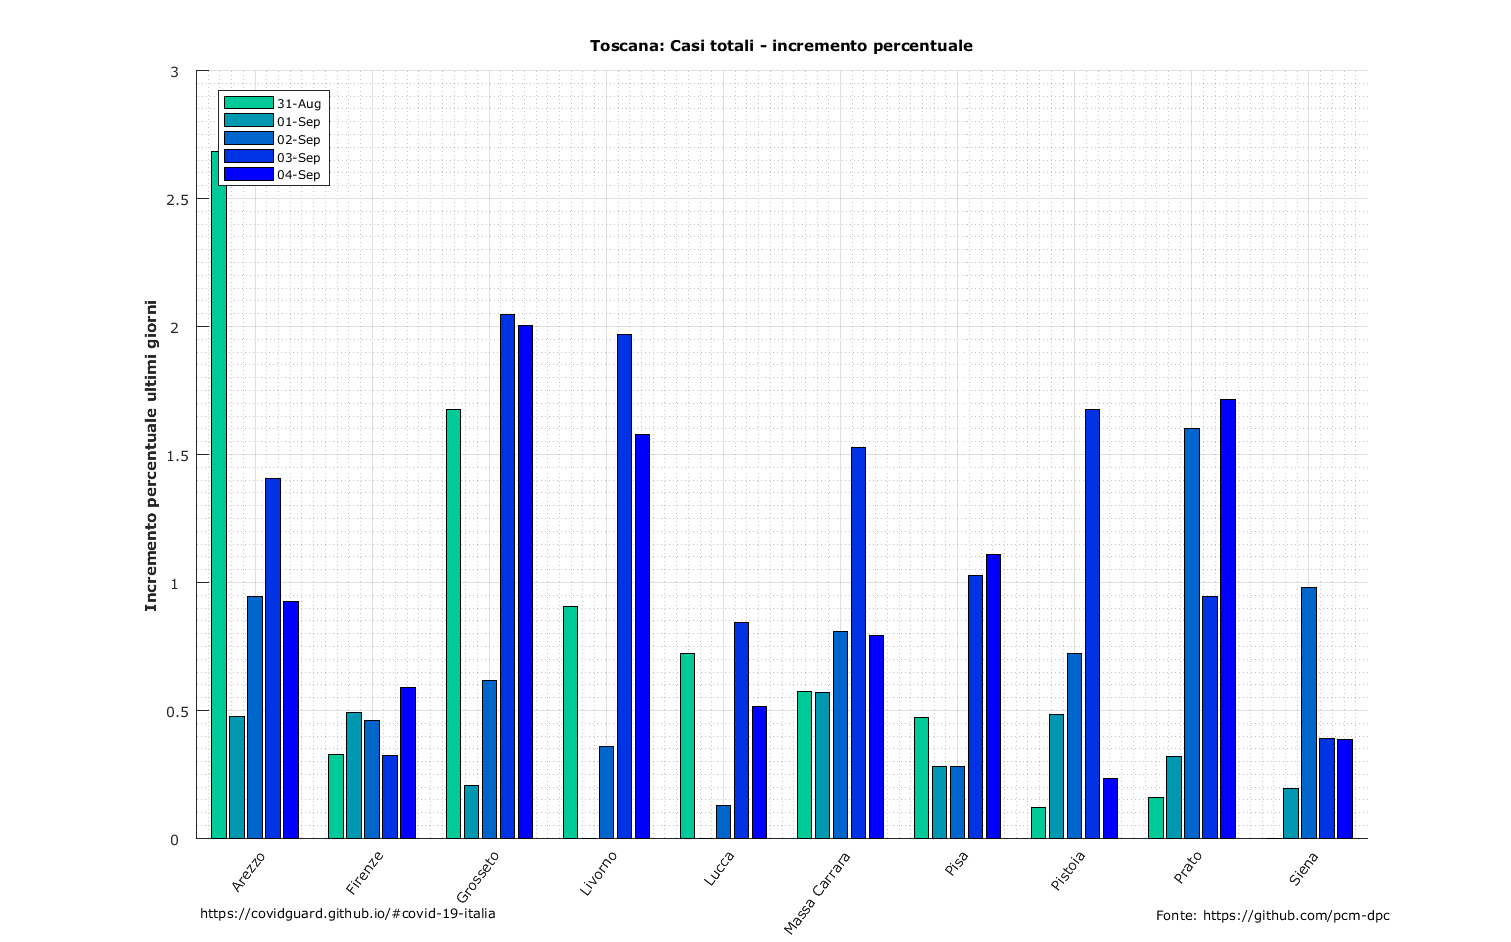 Toscana: Casi totali - incremento percentuale
Incremento percentuale ultimi giorni
3
2.5
2
1.5
1
0.5
0
31-Aug
01-Sep
02-Sep
03-Sep
04-Sep
Arezzo
Firenze
Grosseto
Livorno
Lucca
Massa Carrara
Pisa
Pistoia
Prato
Siena
https://covidguard.github.io/#covid-19-italia
Fonte: https://github.com/pcm-dpc